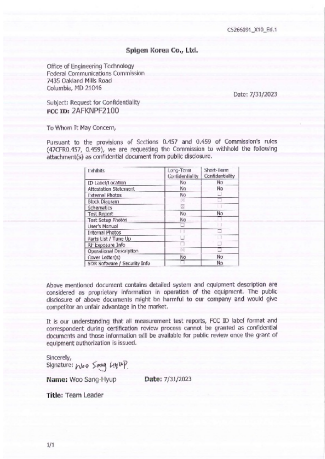 CS266091_X10_Ed.1
Spigen Korea Co., Ltd.
Office of Engineering Technology
Federal Communications Commission
7435 Oakland Mills Road
Columbia, MD 21046
Date: 7/31/2023
Subject: Request for Confidentiality
FCC ID: 2AFKNPF2100
To Whom It May Concern,
Pursuant to the provisions of Sections 0.457 and 0.459 of Commission's rules
(47CFR0.457, 0.459), we are requesting the Commission to withhold the following
attachment(s) as confidential document from public disclosure.
Exhibits Long-Term Confidentiality Short-Term Confidentiality
ID Label/Location No No
Attestation Statement No No
External Photos No
Block Diagram
Schematics
Test Report No No
Test Setup Photos No
User's Manual
Internal Photos
Parts List / Tune Up
RF Exposure Info
Operational Description
Cover Letter(s) No No
SDR Software / Security Info No
Above mentioned document contains detailed system and equipment description are
considered as proprietary information in operation of the equipment. The public
disclosure of above documents might be harmful to our company and would give
competitor an unfair advantage in the market.
It is our understanding that all measurement test reports, FCC ID label format and
correspondent during certification review process cannot be granted as confidential
documents and those information will be available for public review once the grant of
equipment authorization is issued.
Sincerely,
Signature: Woo Sang Hyup
Name: Woo Sang-Hyup Date: 7/31/2023
Title: Team Leader
1/1